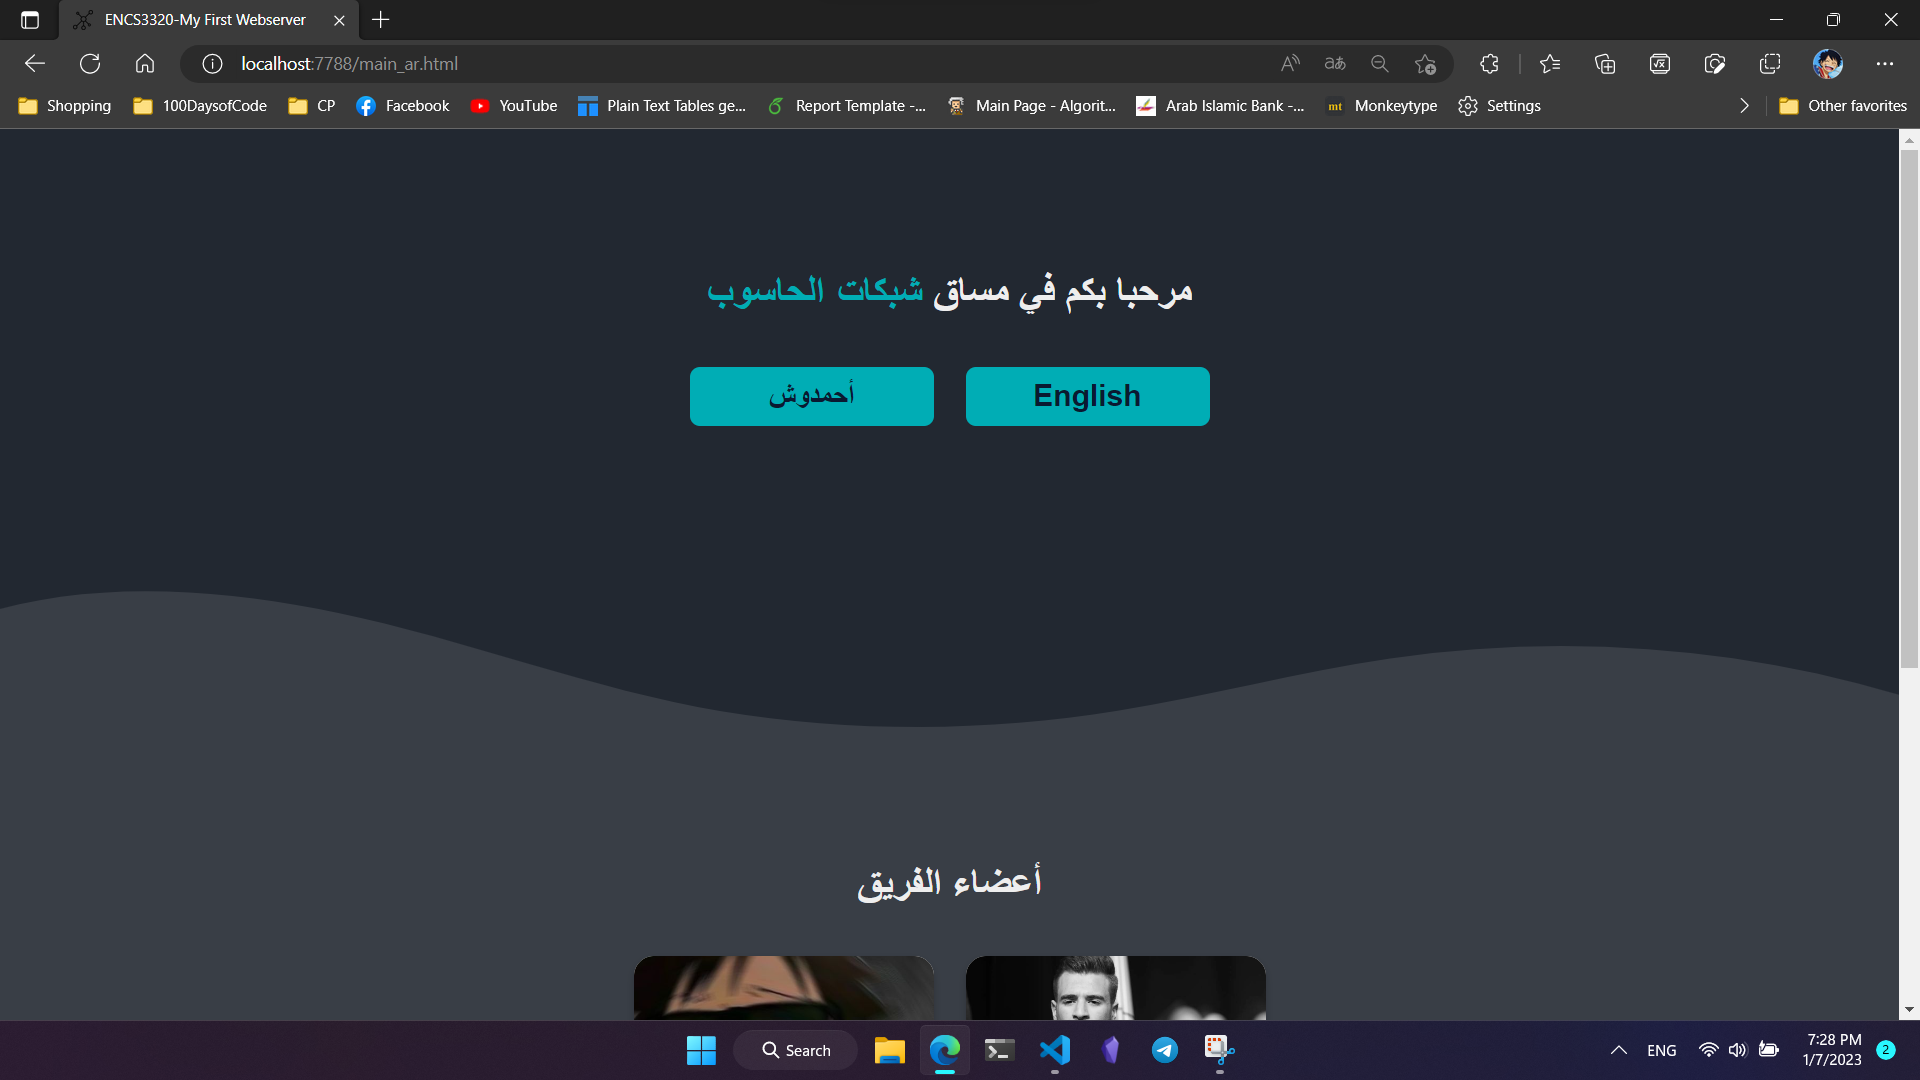 ENCS3320-My First Webserver
localhost:7788/main_ar.html
Shopping 100DaysofCode CP Facebook YouTube Plain Text Tables ge... Report Template -... Main Page - Algorit... Arab Islamic Bank -... mt Monkeytype Settings Other favorites
مرحبا بكم في مساق شبكات الحاسوب
أحمدوش English
أعضاء الفريق
Search
ENG
7:28 PM
1/7/2023
2